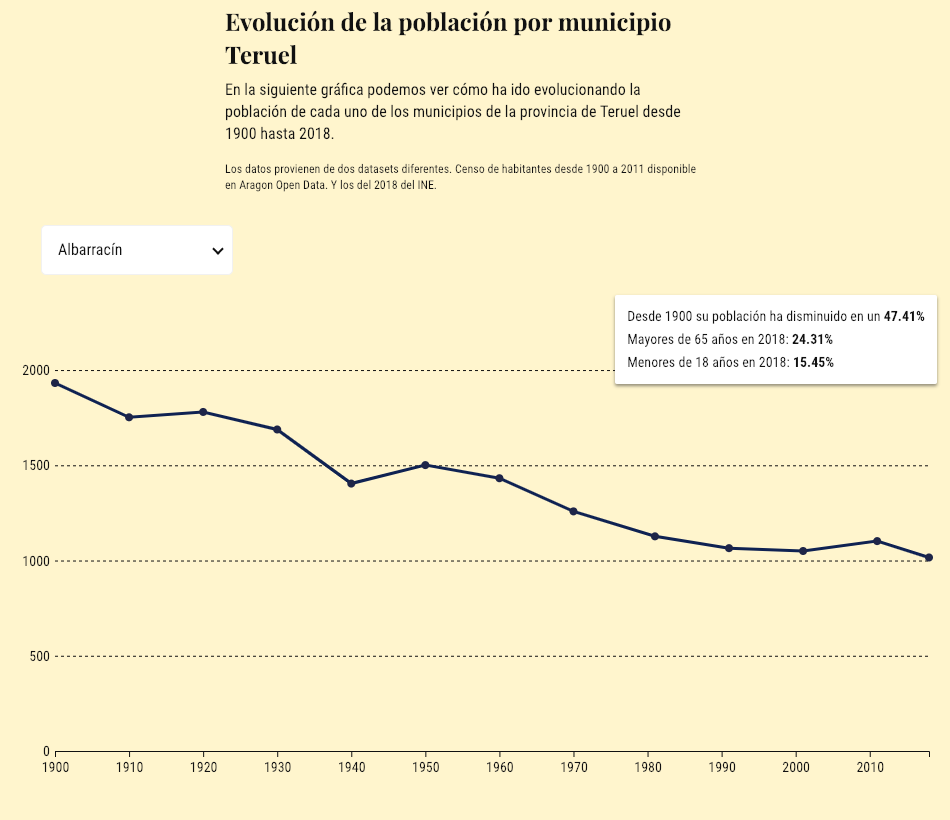 Evolución de la población por municipio
Teruel
En la siguiente gráfica podemos ver cómo ha ido evolucionando la
población de cada uno de los municipios de la provincia de Teruel desde
1900 hasta 2018.
Los datos provienen de dos datasets diferentes. Censo de habitantes desde 1900 a 2011 disponible
en Aragon Open Data. Y los del 2018 del INE.
Albarracín
Desde 1900 su población ha disminuido en un 47.41%
Mayores de 65 años en 2018: 24.31%
Menores de 18 años en 2018: 15.45%
2000
1500
1000
500
0
1900 1910 1920 1930 1940 1950 1960 1970 1980 1990 2000 2010